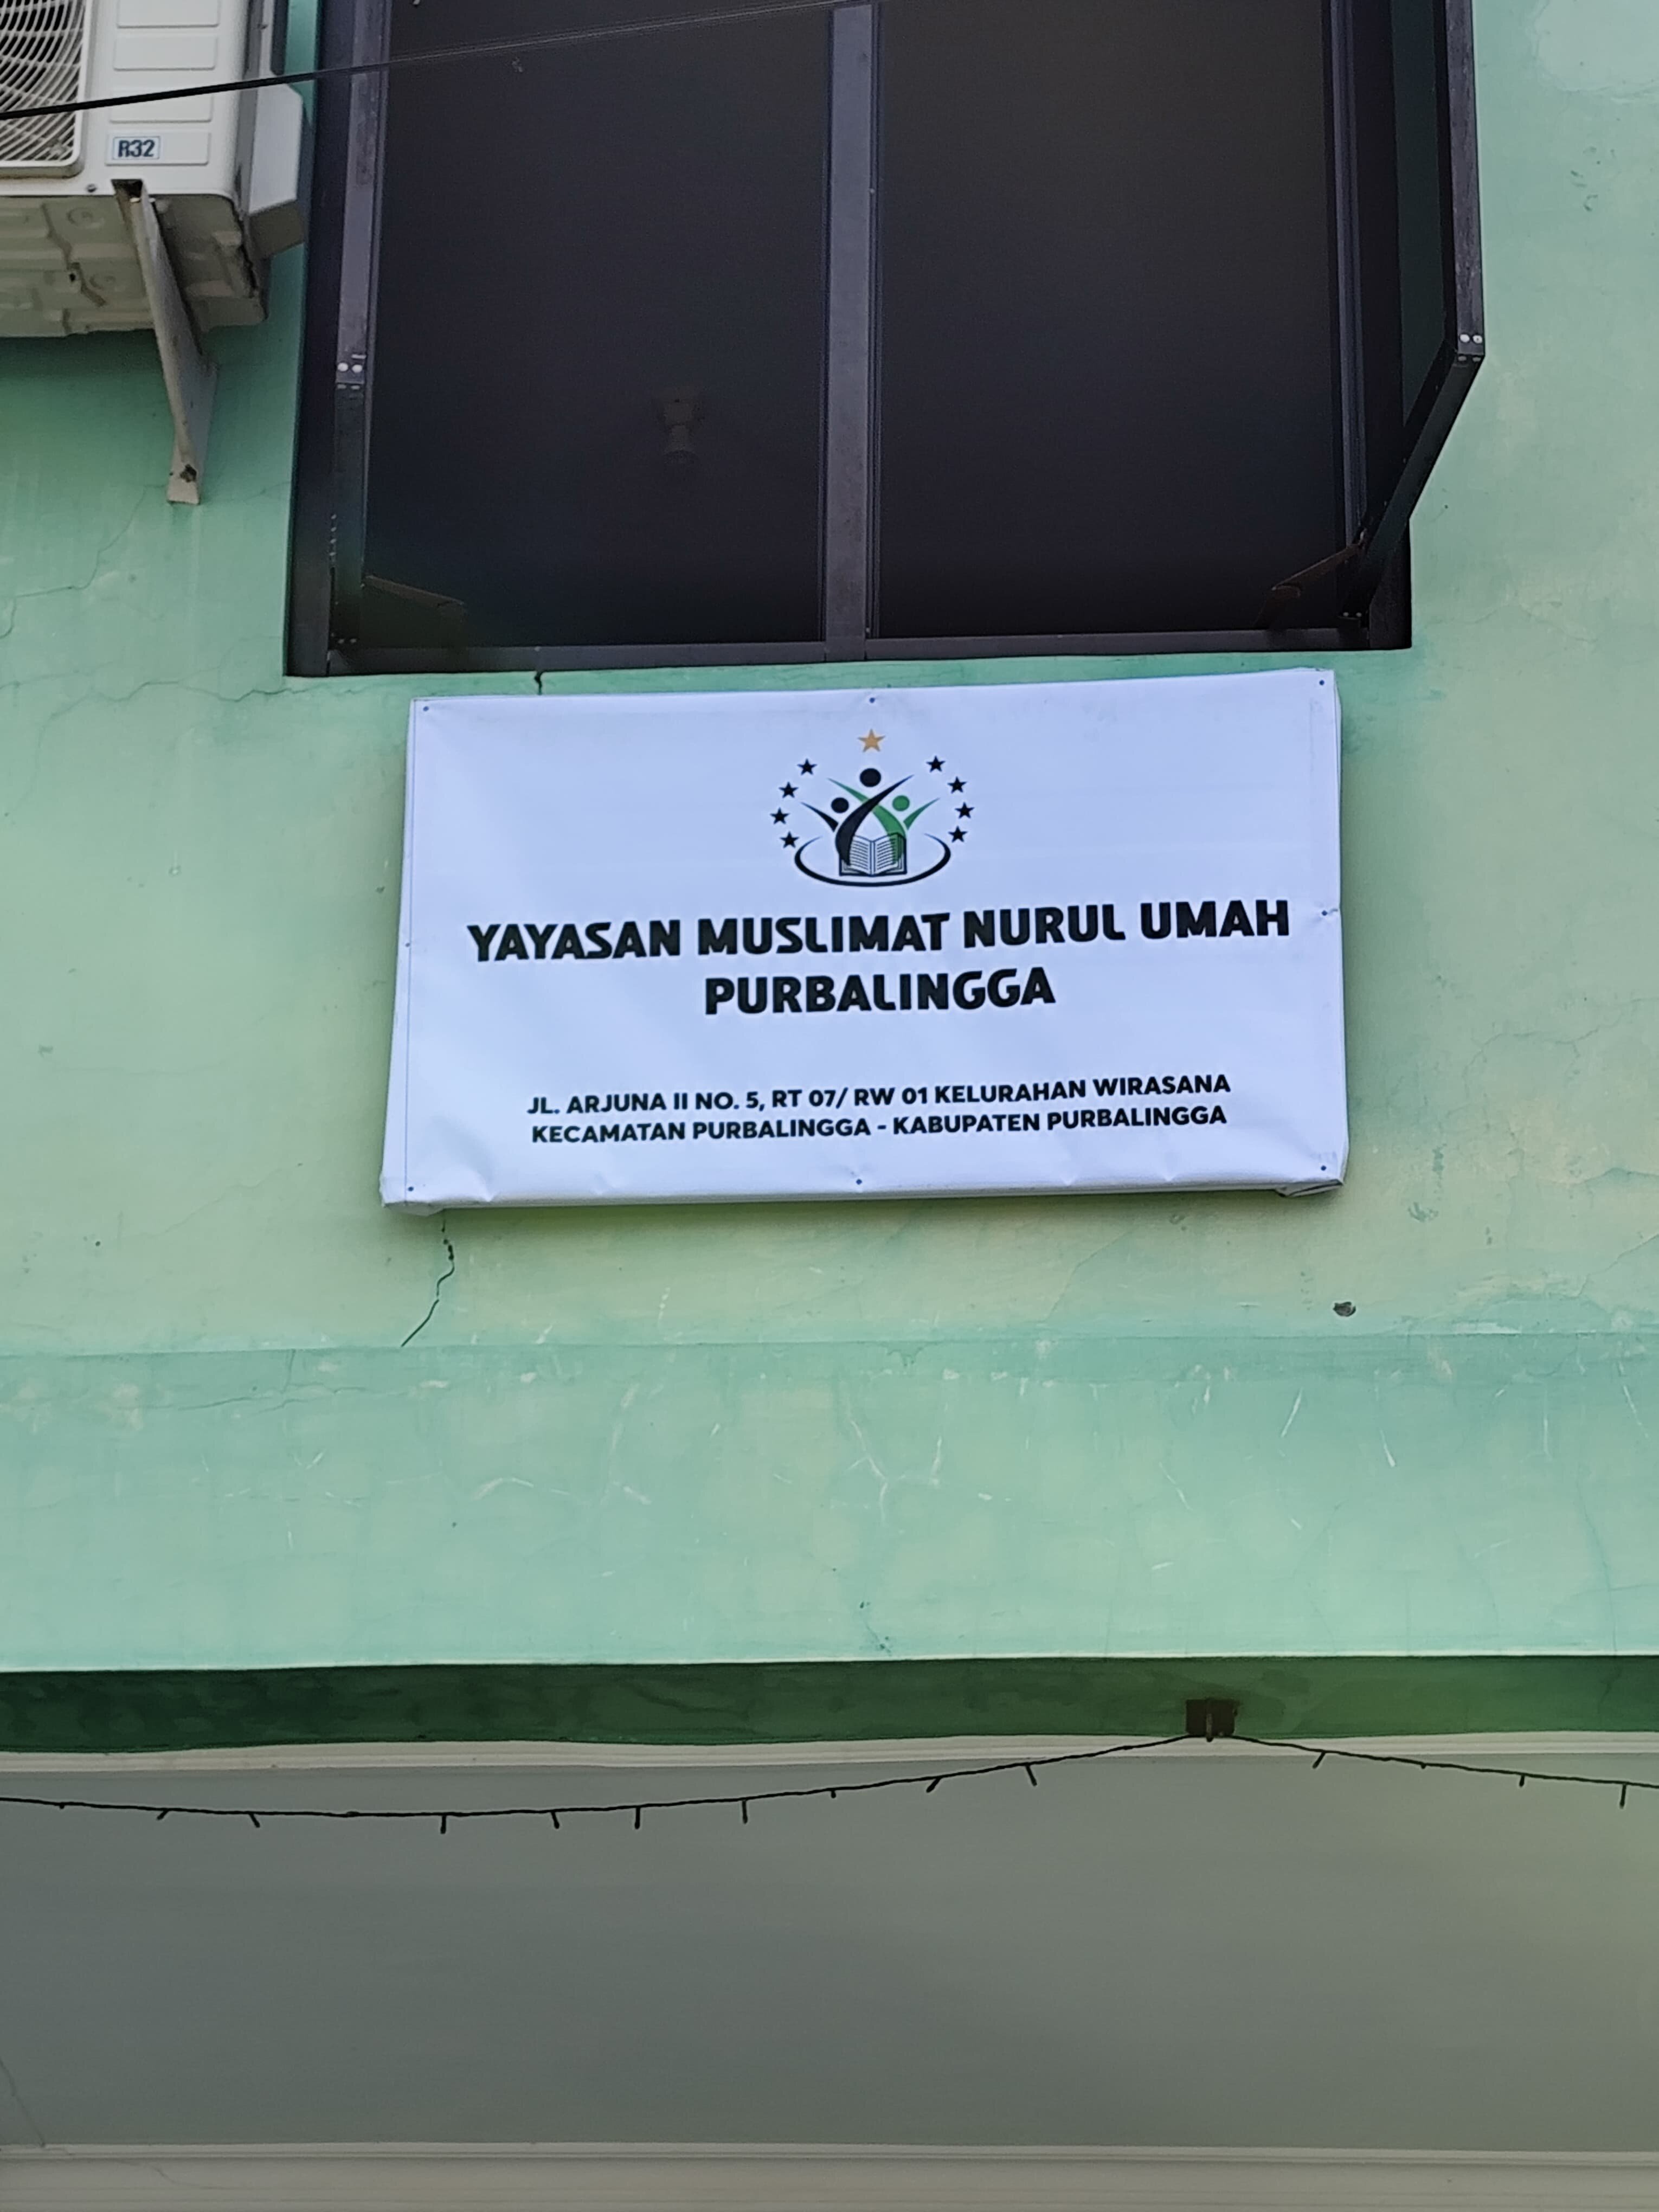 R32
YAYASAN MUSLIMAT NURUL UMAH
PURBALINGGA
JL. ARJUNA II NO. 5, RT 07/ RW 01 KELURAHAN WIRASANA
KECAMATAN PURBALINGGA - KABUPATEN PURBALINGGA